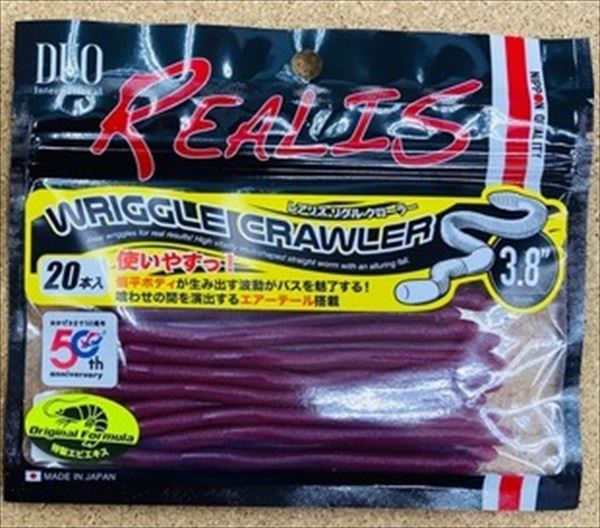 DUO
International
REALIS
NIPPON QUALITY
レアリス リグルクローラー
WRIGGLE CRAWLER
3.8"
20本入
使いやすっ!
扁平ボディが生み出す波動がバスを魅了する!
喰わせの間を演出するエアーテール搭載
50th
anniversary
Original Formula
特製エビエキス
MADE IN JAPAN